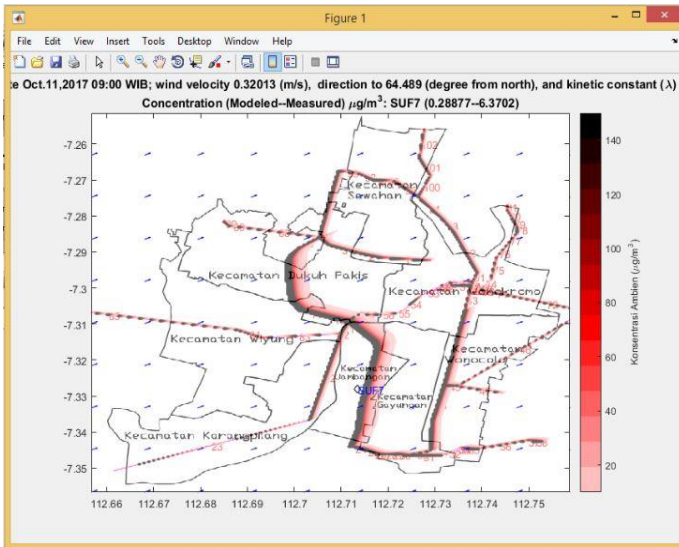 Figure 1
File Edit View Insert Tools Desktop Window Help
te Oct.11,2017 09:00 WIB; wind velocity 0.32013 (m/s), direction to 64.489 (degree from north), and kinetic constant (λ)
Concentration (Modeled--Measured) μg/m³: SUF7 (0.28877--6.3702)
-7.26
-7.27
-7.28
-7.29
-7.3
-7.31
-7.32
-7.33
-7.34
-7.35
Kecamatan
Sawahan
Kecamatan Dukuh Pakis
Kecamatan Wonokromo
Kecamatan Wiyung
Kecamatan
Wonocolo
Kecamatan
Jambangan
SUF7
Kecamatan
Gayungan
Kecamatan Karangpilang
23
112.66 112.67 112.68 112.69 112.7 112.71 112.72 112.73 112.74 112.75
140
120
100
80
60
40
20
Konsentrasi Ambien (μg/m³)